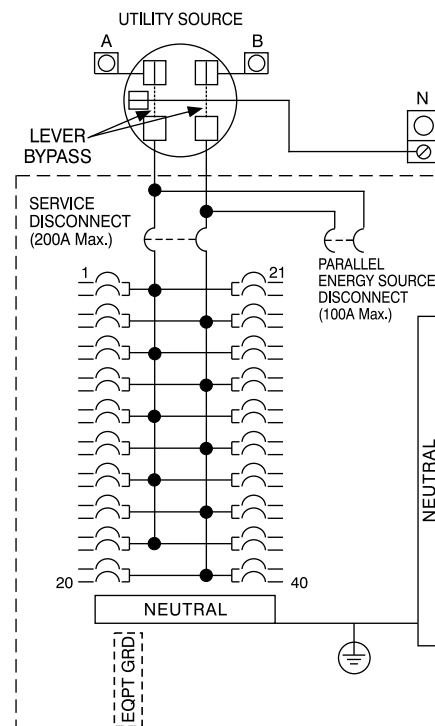 UTILITY SOURCE
A
B
N
LEVER
BYPASS
SERVICE
DISCONNECT
(200A Max.)
PARALLEL
ENERGY SOURCE
DISCONNECT
(100A Max.)
1
21
20
40
NEUTRAL
NEUTRAL
EQPT GRD